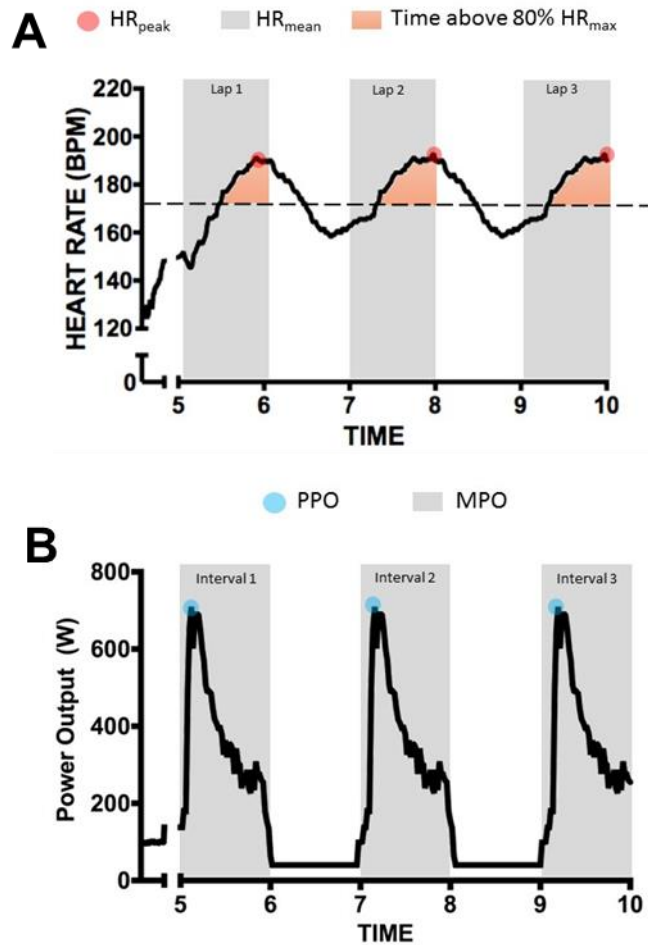 A
HRpeak HRmean Time above 80% HRmax
Lap 1 Lap 2 Lap 3
HEART RATE (BPM)
220
200
180
160
140
120
0
5 6 7 8 9 10
TIME
PPO MPO
B
Interval 1 Interval 2 Interval 3
Power Output (W)
800
600
400
200
0
5 6 7 8 9 10
TIME